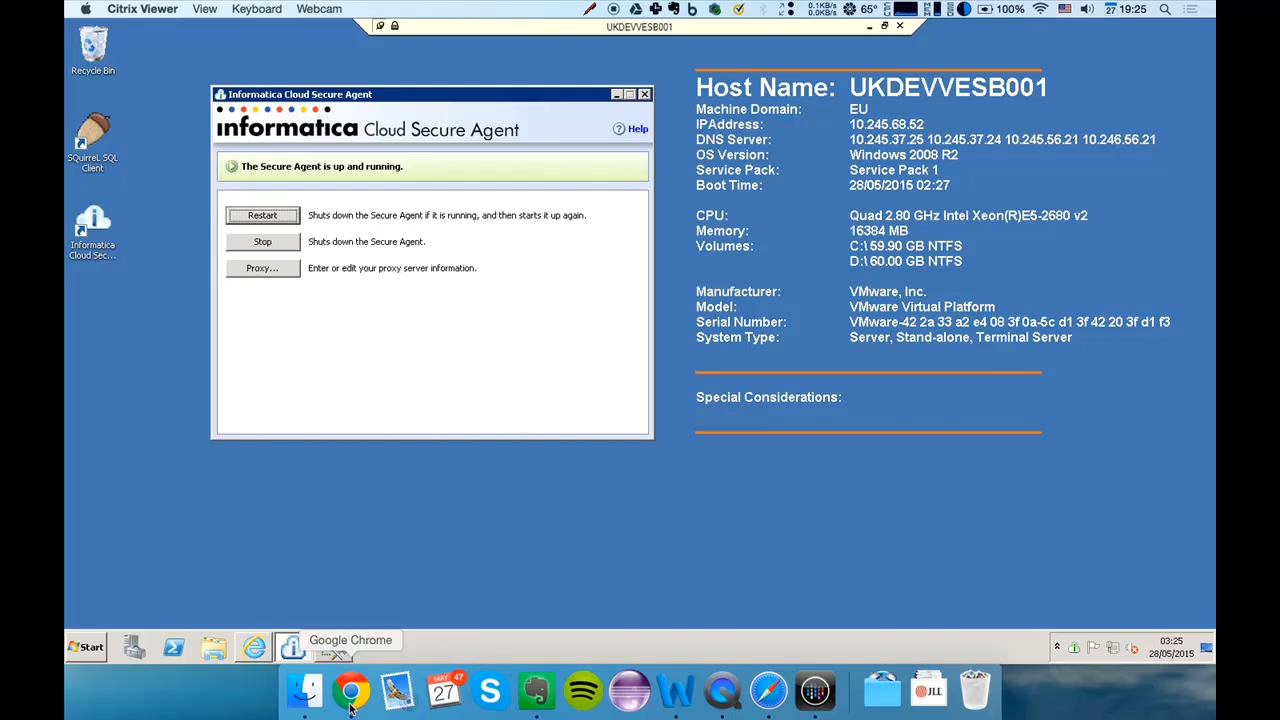 Citrix Viewer View Keyboard Webcam
0.1KB/s
0.0KB/s
65°
100%
27 19:25
UKDEVVESB001
Recycle Bin
SQuirreL SQL
Client
Informatica
Cloud Sec...
Informatica Cloud Secure Agent
informatica Cloud Secure Agent
Help
The Secure Agent is up and running.
Restart Shuts down the Secure Agent if it is running, and then starts it up again.
Stop Shuts down the Secure Agent.
Proxy... Enter or edit your proxy server information.
Host Name: UKDEVVESB001
Machine Domain: EU
IPAddress: 10.245.68.52
DNS Server: 10.245.37.25 10.245.37.24 10.245.56.21 10.246.56.21
OS Version: Windows 2008 R2
Service Pack: Service Pack 1
Boot Time: 28/05/2015 02:27
CPU: Quad 2.80 GHz Intel Xeon(R)E5-2680 v2
Memory: 16384 MB
Volumes: C:\ 59.90 GB NTFS
D:\ 60.00 GB NTFS
Manufacturer: VMware, Inc.
Model: VMware Virtual Platform
Serial Number: VMware-42 2a 33 a2 e4 08 3f 0a-5c d1 3f 42 20 3f d1 f3
System Type: Server, Stand-alone, Terminal Server
Special Considerations:
Start
Google Chrome
03:25
28/05/2015
MAY
27
47
JLL